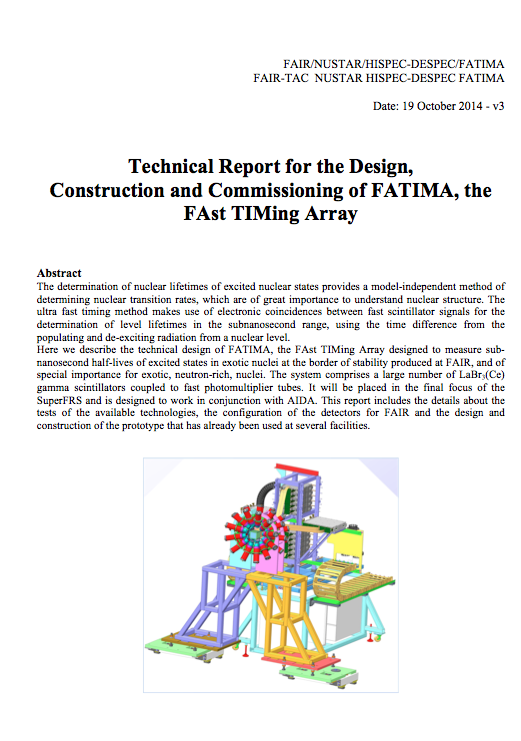 FAIR/NUSTAR/HISPEC-DESPEC/FATIMA
FAIR-TAC NUSTAR HISPEC-DESPEC FATIMA
Date: 19 October 2014 - v3
Technical Report for the Design,
Construction and Commissioning of FATIMA, the
FAst TIMing Array
Abstract
The determination of nuclear lifetimes of excited nuclear states provides a model-independent method of
determining nuclear transition rates, which are of great importance to understand nuclear structure. The
ultra fast timing method makes use of electronic coincidences between fast scintillator signals for the
determination of level lifetimes in the subnanosecond range, using the time difference from the
populating and de-exciting radiation from a nuclear level.
Here we describe the technical design of FATIMA, the FAst TIMing Array designed to measure sub-
nanosecond half-lives of excited states in exotic nuclei at the border of stability produced at FAIR, and of
special importance for exotic, neutron-rich, nuclei. The system comprises a large number of LaBr₃(Ce)
gamma scintillators coupled to fast photomultiplier tubes. It will be placed in the final focus of the
SuperFRS and is designed to work in conjunction with AIDA. This report includes the details about the
tests of the available technologies, the configuration of the detectors for FAIR and the design and
construction of the prototype that has already been used at several facilities.